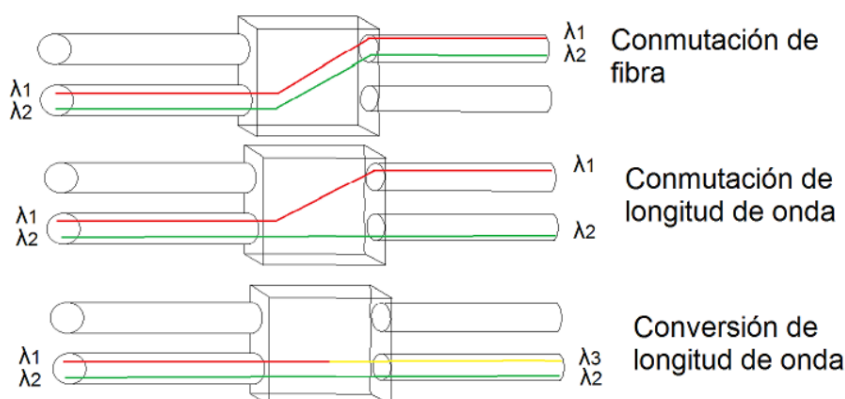 λ1
λ2
λ1
λ2
Conmutación de
fibra
λ1
λ2
λ1
λ2
Conmutación de
longitud de onda
λ1
λ2
λ3
λ2
Conversión de
longitud de onda